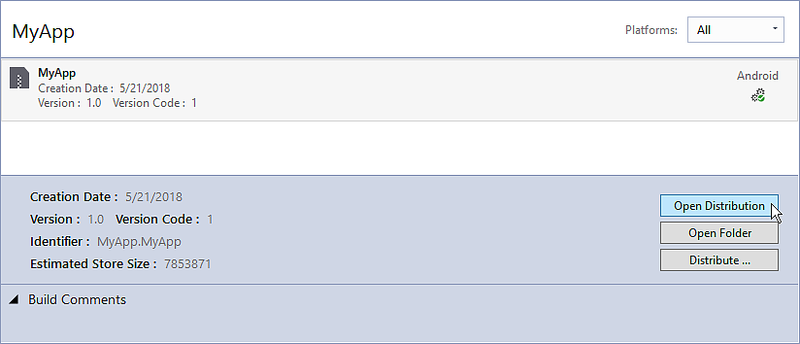 MyApp
Platforms: All
MyApp
Creation Date : 5/21/2018
Version : 1.0 Version Code : 1
Android
Creation Date : 5/21/2018
Version : 1.0 Version Code : 1
Identifier : MyApp.MyApp
Estimated Store Size : 7853871
Open Distribution
Open Folder
Distribute ...
Build Comments